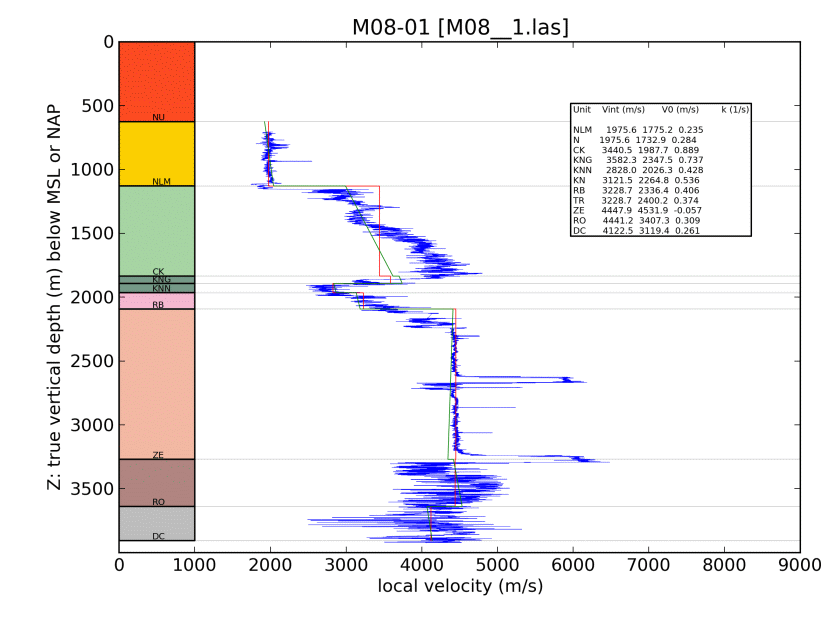 M08-01 [M08__1.las]
Z: true vertical depth (m) below MSL or NAP
0
500
1000
1500
2000
2500
3000
3500
NU
NLM
CK
KNG
KNN
RB
ZE
RO
DC
Unit Vint (m/s) V0 (m/s) k (1/s)
NLM 1975.6 1775.2 0.235
N 1975.6 1732.9 0.284
CK 3440.5 1987.7 0.889
KNG 3582.3 2347.5 0.737
KNN 2828.0 2026.3 0.428
KN 3121.5 2264.8 0.536
RB 3228.7 2336.4 0.406
TR 3228.7 2400.2 0.374
ZE 4447.9 4531.9 -0.057
RO 4441.2 3407.3 0.309
DC 4122.5 3119.4 0.261
0 1000 2000 3000 4000 5000 6000 7000 8000 9000
local velocity (m/s)